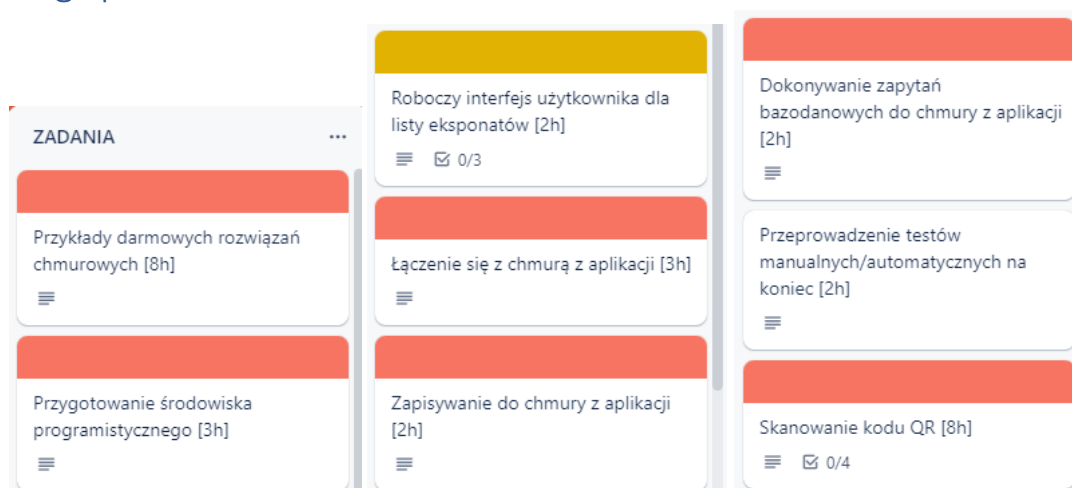 ZADANIA
Przykłady darmowych rozwiązań
chmurowych [8h]
Przygotowanie środowiska
programistycznego [3h]
Roboczy interfejs użytkownika dla
listy eksponatów [2h]
0/3
Łączenie się z chmurą z aplikacji [3h]
Zapisywanie do chmury z aplikacji
[2h]
Dokonywanie zapytań
bazodanowych do chmury z aplikacji
[2h]
Przeprowadzenie testów
manualnych/automatycznych na
koniec [2h]
Skanowanie kodu QR [8h]
0/4